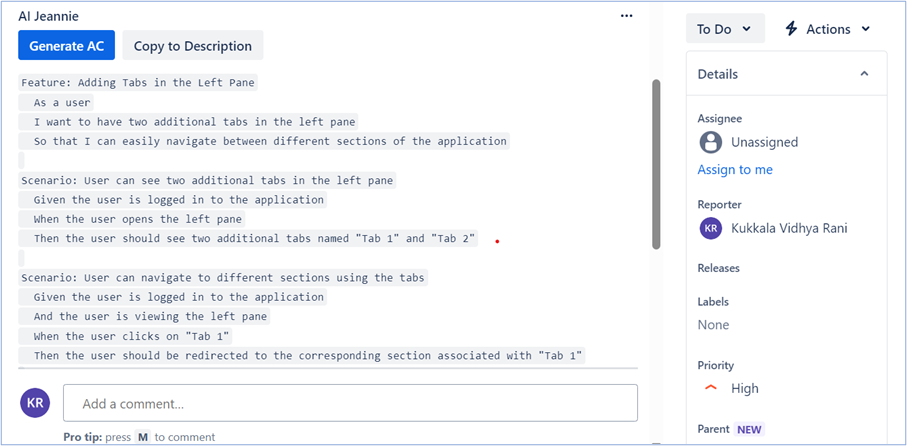 AI Jeannie
Generate AC
Copy to Description
Feature: Adding Tabs in the Left Pane
As a user
I want to have two additional tabs in the left pane
So that I can easily navigate between different sections of the application
Scenario: User can see two additional tabs in the left pane
Given the user is logged in to the application
When the user opens the left pane
Then the user should see two additional tabs named "Tab 1" and "Tab 2"
Scenario: User can navigate to different sections using the tabs
Given the user is logged in to the application
And the user is viewing the left pane
When the user clicks on "Tab 1"
Then the user should be redirected to the corresponding section associated with "Tab 1"
KR
Add a comment...
Pro tip: press M to comment
To Do
Actions
Details
Assignee
Unassigned
Assign to me
Reporter
KR Kukkala Vidhya Rani
Releases
Labels
None
Priority
High
Parent NEW